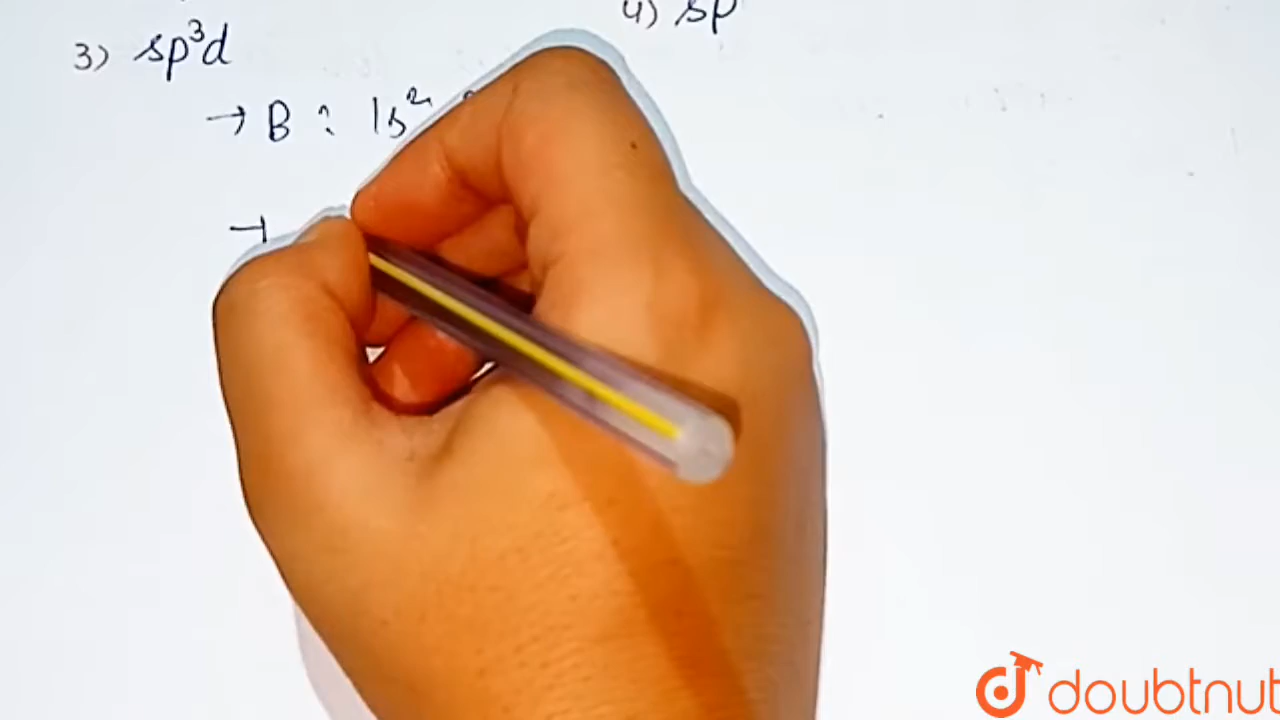 3) sp³d
4) sp
→ B : 1s²
doubtnut